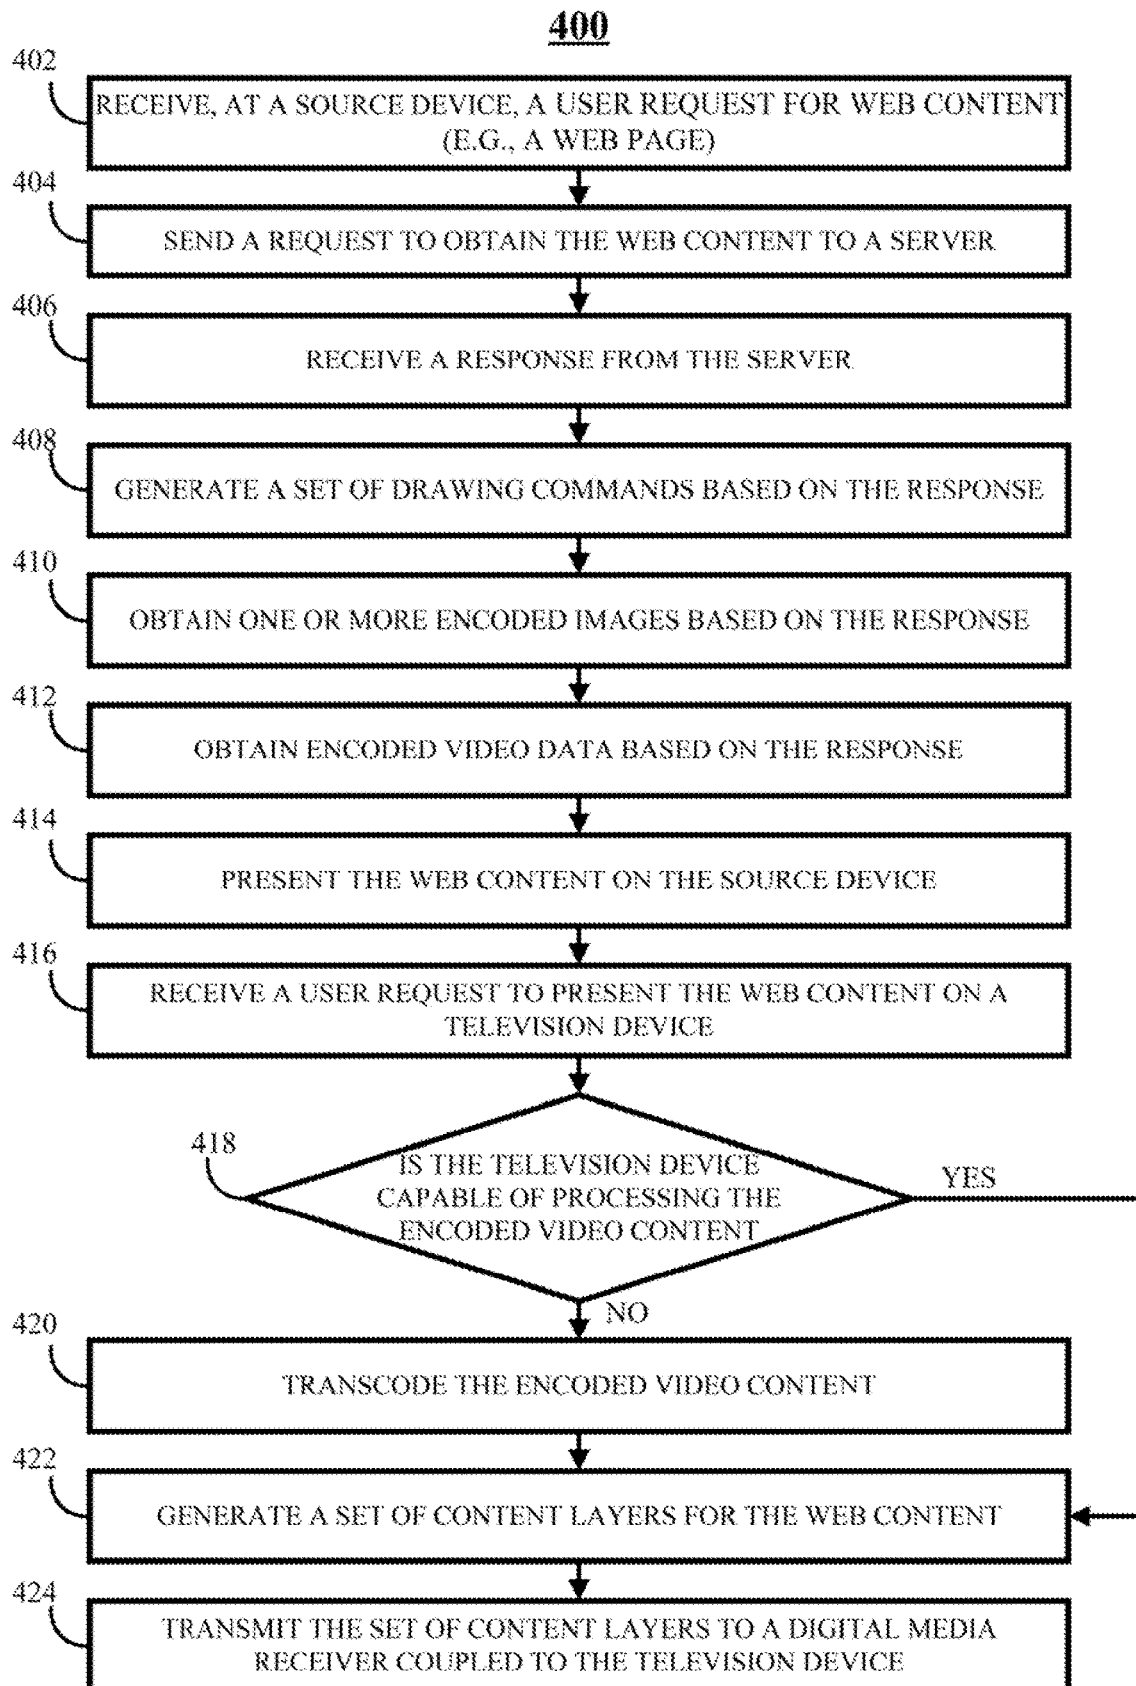 400
402
RECEIVE, AT A SOURCE DEVICE, A USER REQUEST FOR WEB CONTENT
(E.G., A WEB PAGE)
404
SEND A REQUEST TO OBTAIN THE WEB CONTENT TO A SERVER
406
RECEIVE A RESPONSE FROM THE SERVER
408
GENERATE A SET OF DRAWING COMMANDS BASED ON THE RESPONSE
410
OBTAIN ONE OR MORE ENCODED IMAGES BASED ON THE RESPONSE
412
OBTAIN ENCODED VIDEO DATA BASED ON THE RESPONSE
414
PRESENT THE WEB CONTENT ON THE SOURCE DEVICE
416
RECEIVE A USER REQUEST TO PRESENT THE WEB CONTENT ON A
TELEVISION DEVICE
418
IS THE TELEVISION DEVICE
CAPABLE OF PROCESSING THE
ENCODED VIDEO CONTENT
YES
NO
420
TRANSCODE THE ENCODED VIDEO CONTENT
422
GENERATE A SET OF CONTENT LAYERS FOR THE WEB CONTENT
424
TRANSMIT THE SET OF CONTENT LAYERS TO A DIGITAL MEDIA
RECEIVER COUPLED TO THE TELEVISION DEVICE